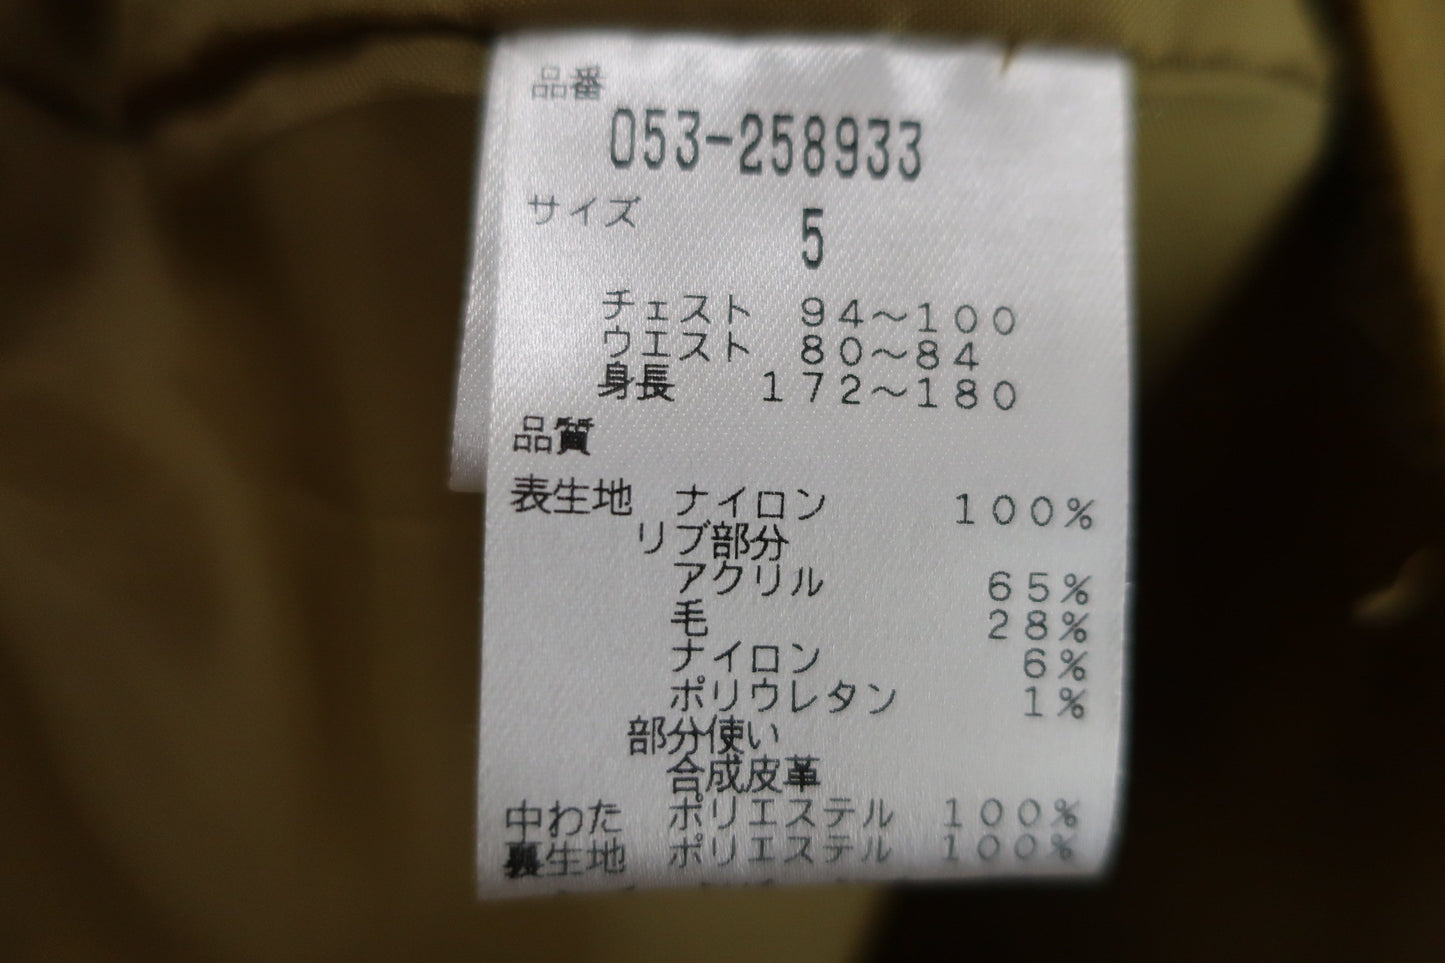 品番
053-258933
サイズ 5
チェスト 94〜100
ウエスト 80〜84
身長 172〜180
品質
表生地 ナイロン 100%
リブ部分
アクリル 65%
毛 28%
ナイロン 6%
ポリウレタン 1%
部分使い
合成皮革
中わた ポリエステル 100%
裏生地 ポリエステル 100%